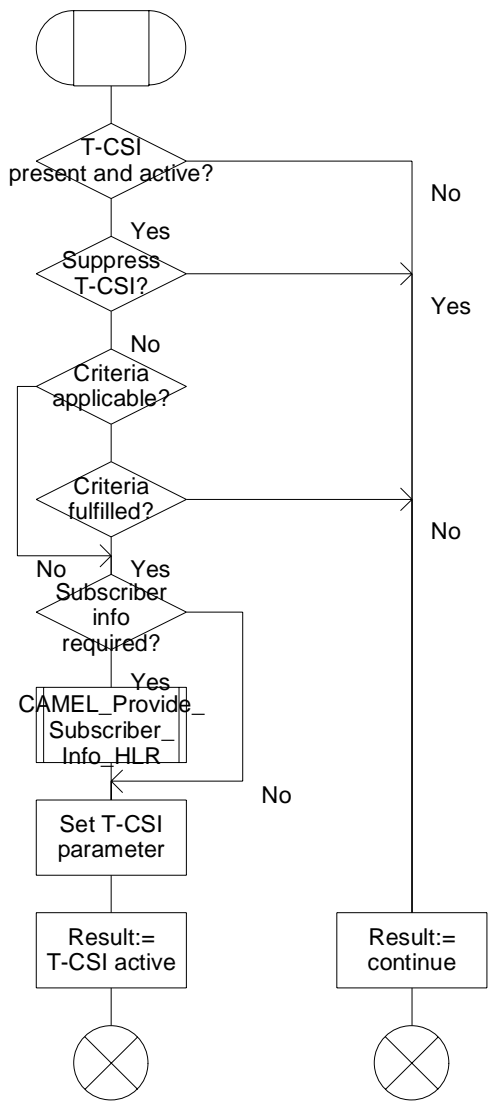 T-CSI
present and active?
No
Yes
Suppress
T-CSI?
Yes
No
Criteria
applicable?
Criteria
fulfilled?
No
No
Yes
Subscriber
info
required?
Yes
CAMEL_Provide_
Subscriber_
Info_HLR
No
Set T-CSI
parameter
Result:=
T-CSI active
Result:=
continue